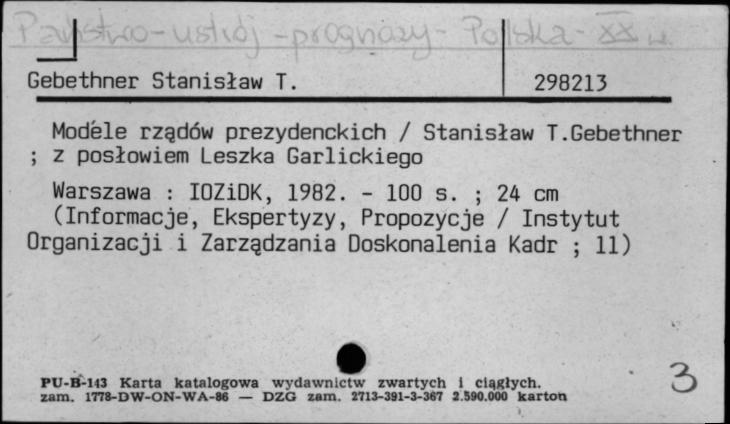 Państwo - ustrój - prognozy - Polska - XX w.
Gebethner Stanisław T.
298213
Modele rządów prezydenckich / Stanisław T.Gebethner
; z posłowiem Leszka Garlickiego
Warszawa : IOZiDK, 1982. - 100 s. ; 24 cm
(Informacje, Ekspertyzy, Propozycje / Instytut
Organizacji i Zarządzania Doskonalenia Kadr ; 11)
3
PU-B-143 Karta katalogowa wydawnictw zwartych i ciągłych.
zam. 1778-DW-ON-WA-86 — DZG zam. 2713-391-3-367 2.590.000 karton